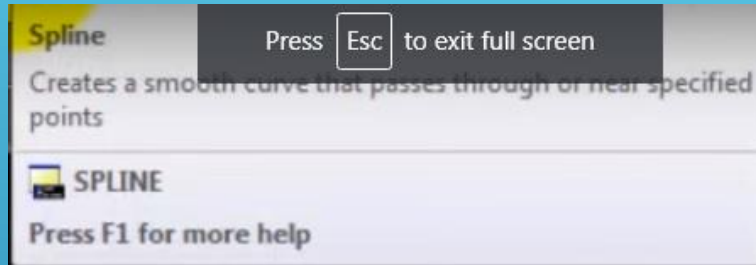 Spline
Press Esc to exit full screen
Creates a smooth curve that passes through or near specified
points
SPLINE
Press F1 for more help